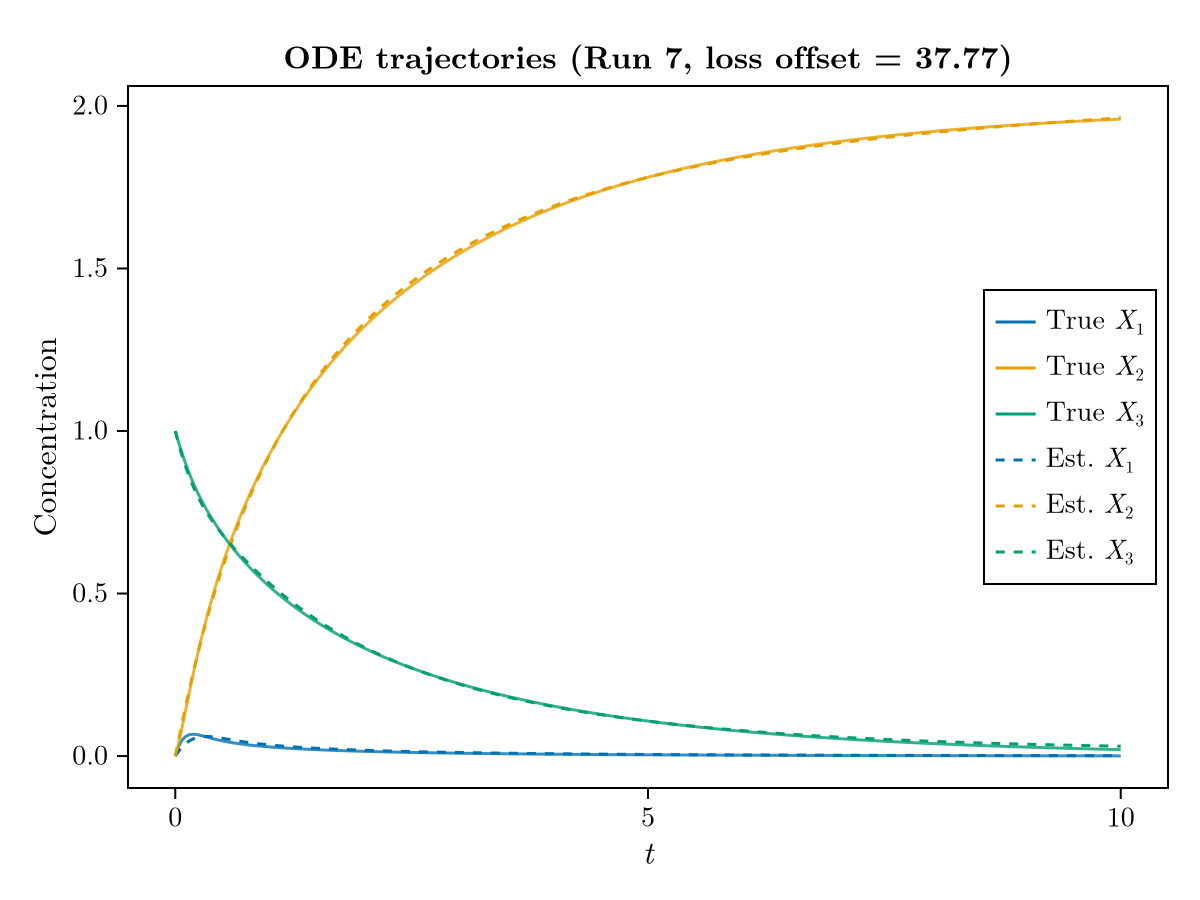 ODE trajectories (Run 7, loss offset = 37.77)
Concentration
2.0
1.5
1.0
0.5
0.0
True X₁
True X₂
True X₃
Est. X₁
Est. X₂
Est. X₃
0 5 10
t